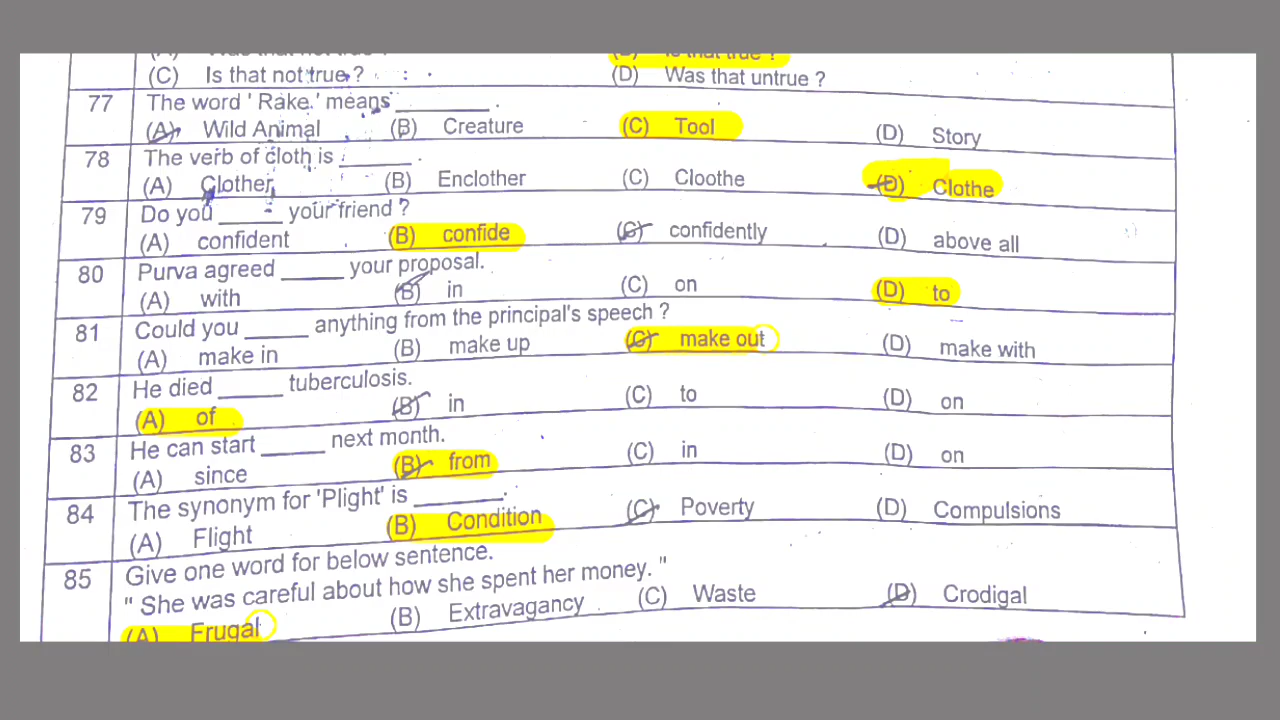 (C) Is that not true ? (D) Was that untrue ?
77 The word ' Rake.' means ________ .
(A) Wild Animal (B) Creature (C) Tool (D) Story
78 The verb of cloth is ______ .
(A) Clother (B) Enclother (C) Cloothe (D) Clothe
79 Do you _____ your friend ?
(A) confident (B) confide (C) confidently (D) above all
80 Purva agreed _____ your proposal.
(A) with (B) in (C) on (D) to
81 Could you _____ anything from the principal's speech ?
(A) make in (B) make up (C) make out (D) make with
82 He died _____ tuberculosis.
(A) of (B) in (C) to (D) on
83 He can start _____ next month.
(A) since (B) from (C) in (D) on
84 The synonym for 'Plight' is _______.
(A) Flight (B) Condition (C) Poverty (D) Compulsions
85 Give one word for below sentence.
" She was careful about how she spent her money. "
(A) Frugal (B) Extravagancy (C) Waste (D) Crodigal